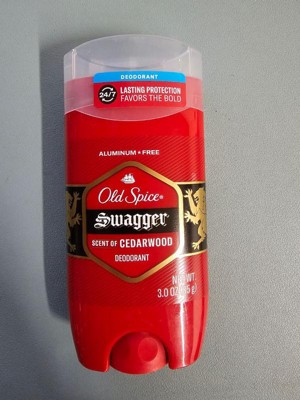 DEODORANT
24/7
LASTING PROTECTION
FAVORS THE BOLD
ALUMINUM • FREE
Old Spice®
Swagger
SCENT OF CEDARWOOD
DEODORANT
NET WT.
3.0 OZ